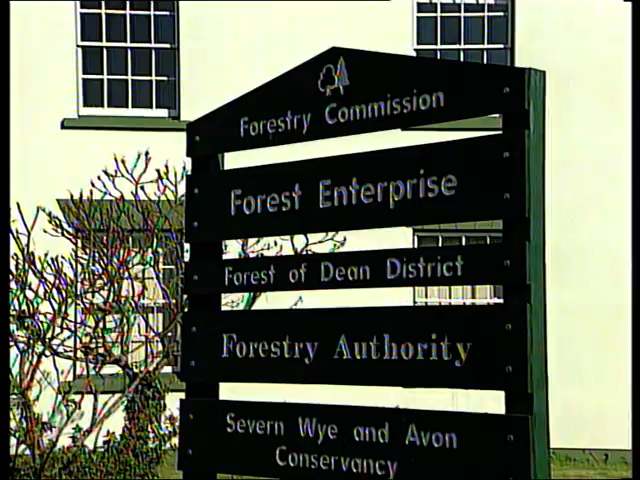 Forestry Commission
Forest Enterprise
Forest of Dean District
Forestry Authority
Severn Wye and Avon
Conservancy